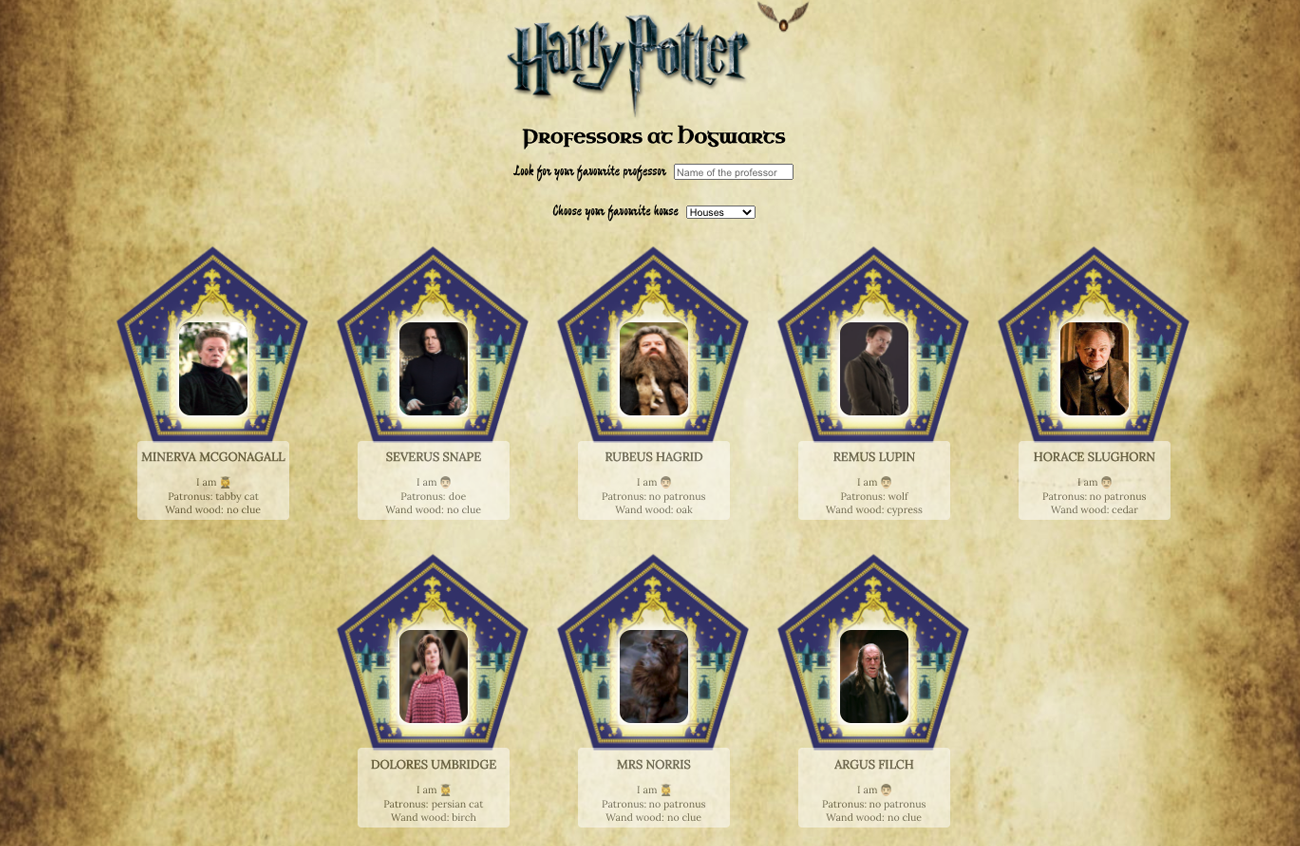 Harry Potter
Professors at Hogwarts
Look for your favourite professor Name of the professor
Choose your favourite house Houses
MINERVA MCGONAGALL
I am 👩‍🎓
Patronus: tabby cat
Wand wood: no clue
SEVERUS SNAPE
I am 👨🏻
Patronus: doe
Wand wood: no clue
RUBEUS HAGRID
I am 👨🏻
Patronus: no patronus
Wand wood: oak
REMUS LUPIN
I am 👨🏻
Patronus: wolf
Wand wood: cypress
HORACE SLUGHORN
I am 👨🏻
Patronus: no patronus
Wand wood: cedar
DOLORES UMBRIDGE
I am 👩‍🎓
Patronus: persian cat
Wand wood: birch
MRS NORRIS
I am 👩‍🎓
Patronus: no patronus
Wand wood: no clue
ARGUS FILCH
I am 👨🏻
Patronus: no patronus
Wand wood: no clue